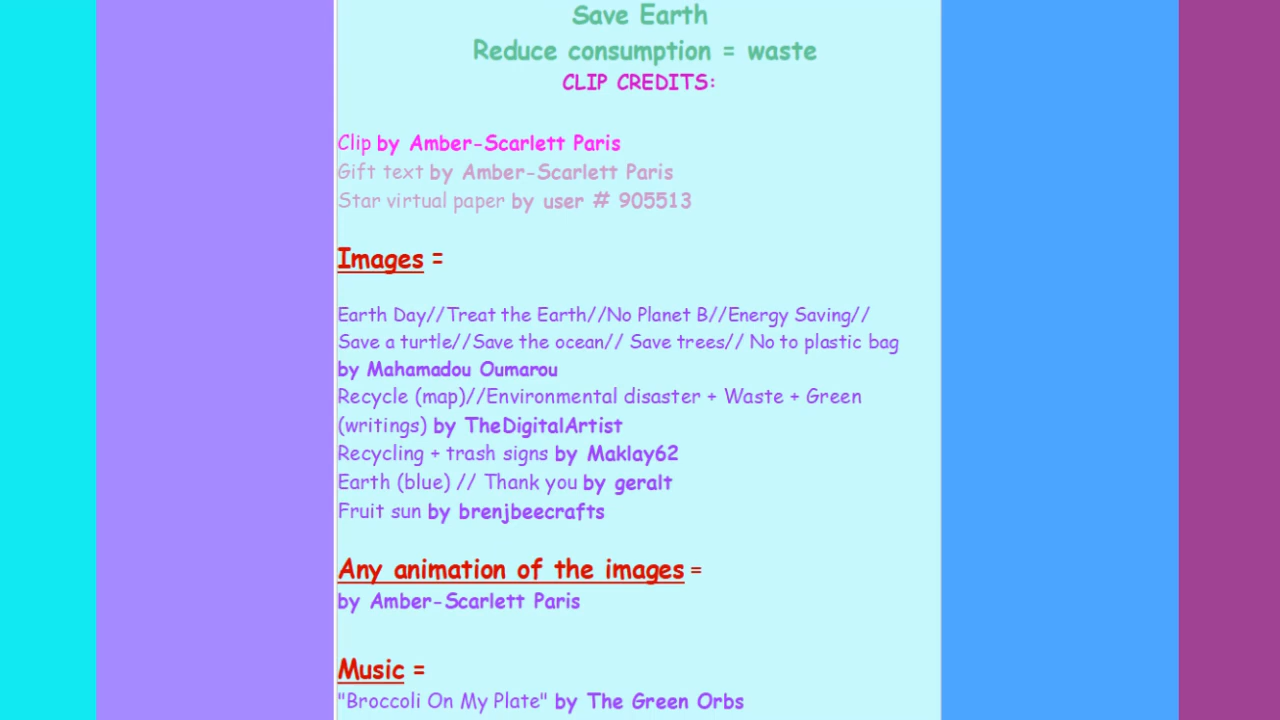 Save Earth
Reduce consumption = waste
CLIP CREDITS:
Clip by Amber-Scarlett Paris
Gift text by Amber-Scarlett Paris
Star virtual paper by user # 905513
Images =
Earth Day//Treat the Earth//No Planet B//Energy Saving//
Save a turtle//Save the ocean// Save trees// No to plastic bag
by Mahamadou Oumarou
Recycle (map)//Environmental disaster + Waste + Green
(writings) by TheDigitalArtist
Recycling + trash signs by Maklay62
Earth (blue) // Thank you by geralt
Fruit sun by brenjbeecrafts
Any animation of the images =
by Amber-Scarlett Paris
Music =
"Broccoli On My Plate" by The Green Orbs